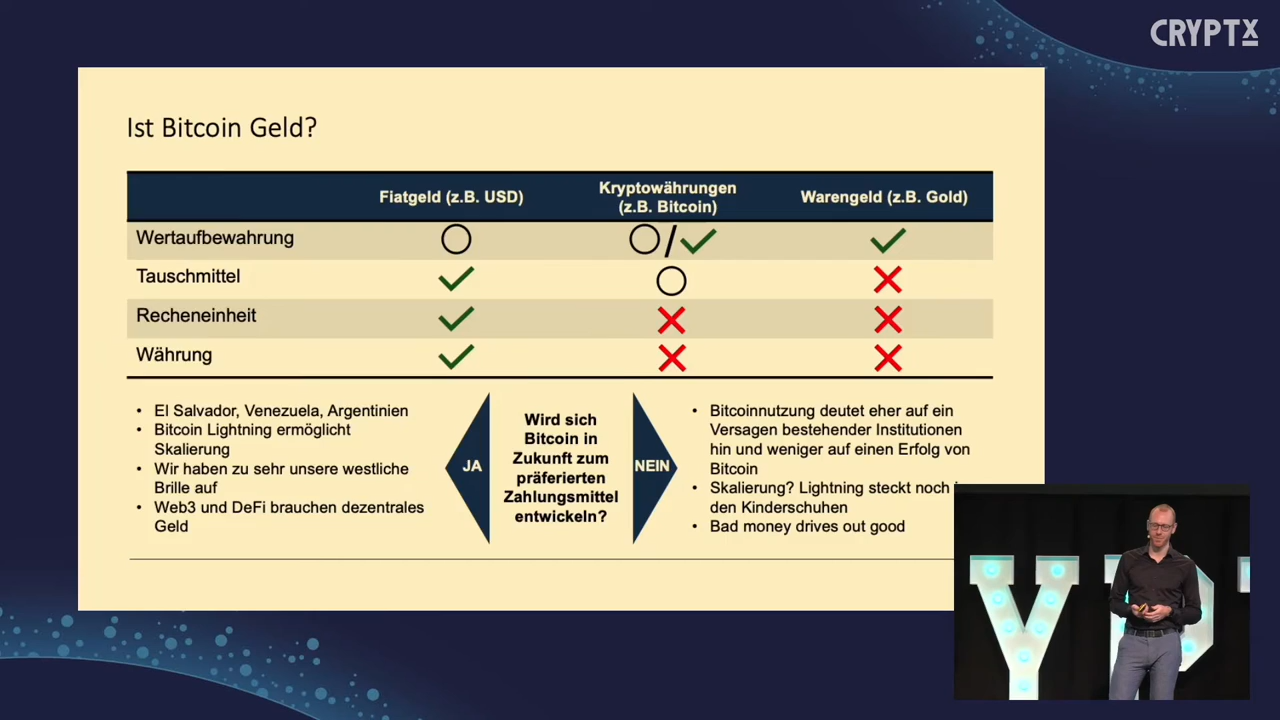 CRYPTX
Ist Bitcoin Geld?
Fiatgeld (z.B. USD)
Kryptowährungen
(z.B. Bitcoin)
Warengeld (z.B. Gold)
Wertaufbewahrung
/
Tauschmittel
Recheneinheit
Währung
• El Salvador, Venezuela, Argentinien
• Bitcoin Lightning ermöglicht
Skalierung
• Wir haben zu sehr unsere westliche
Brille auf
• Web3 und DeFi brauchen dezentrales
Geld
JA
Wird sich
Bitcoin in
Zukunft zum
präferierten
Zahlungsmittel
entwickeln?
NEIN
• Bitcoinnutzung deutet eher auf ein
Versagen bestehender Institutionen
hin und weniger auf einen Erfolg von
Bitcoin
• Skalierung? Lightning steckt noch
den Kinderschuhen
• Bad money drives out good
Y P